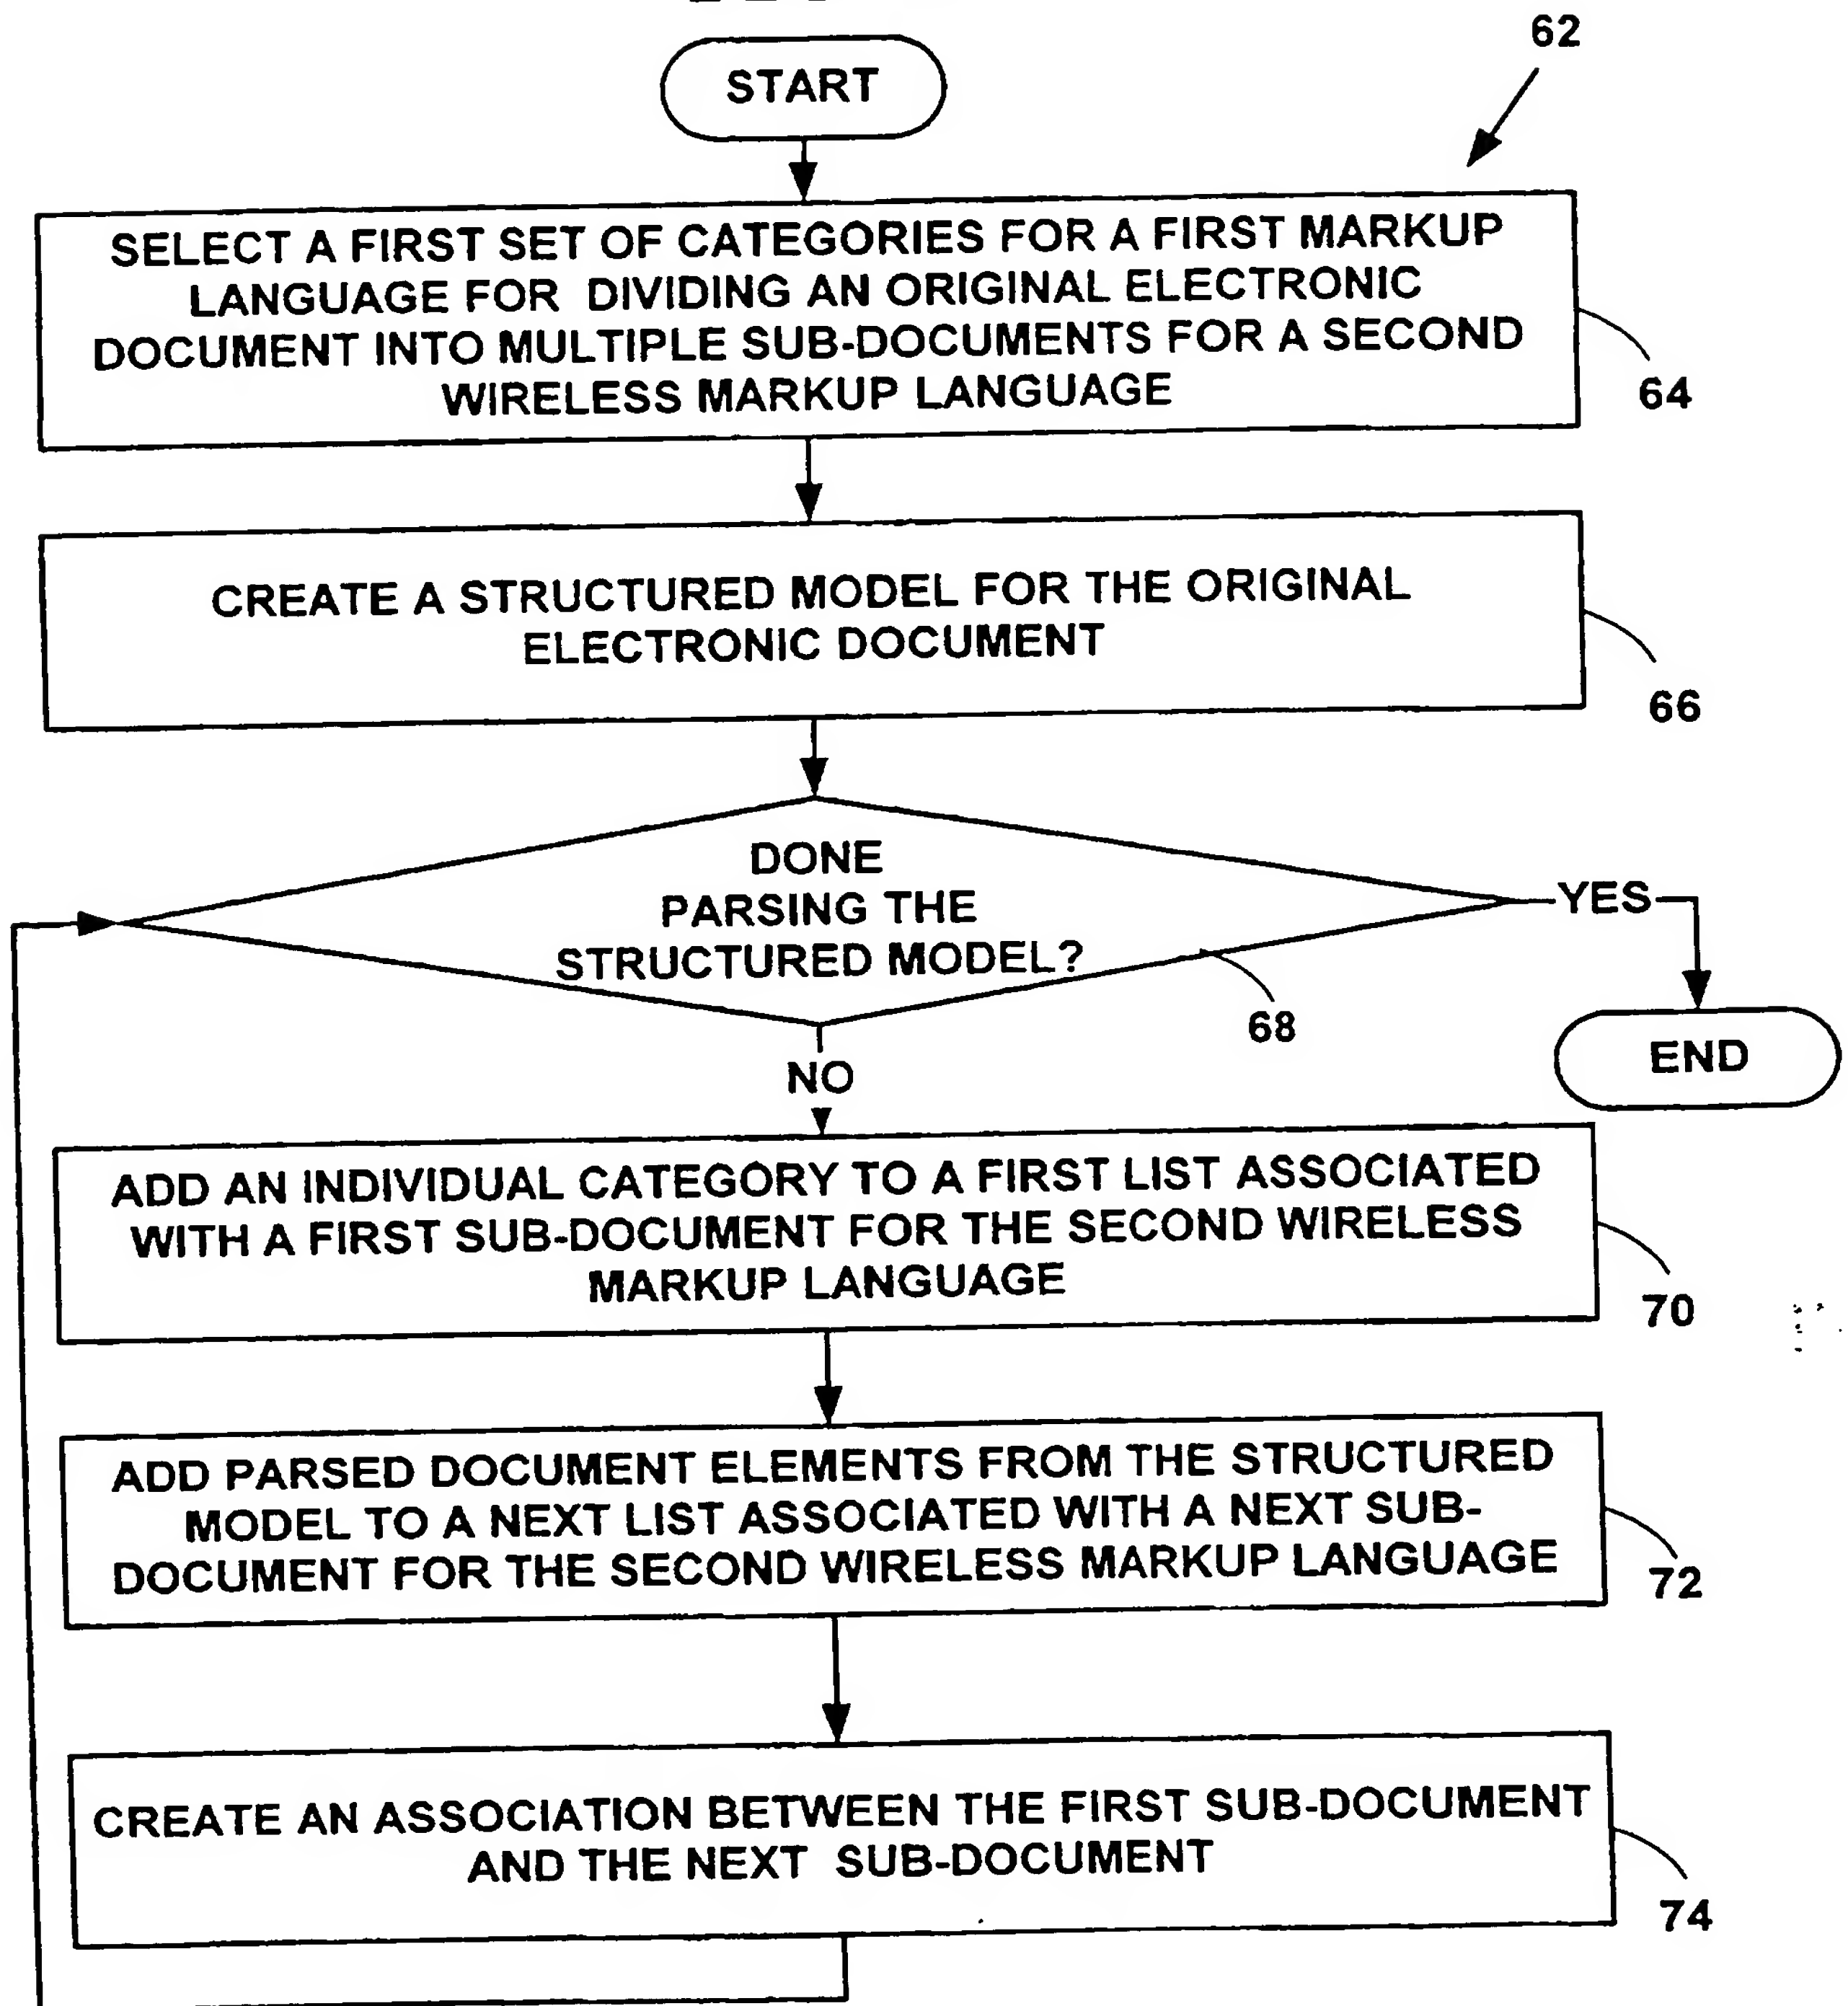 62
START
SELECT A FIRST SET OF CATEGORIES FOR A FIRST MARKUP
LANGUAGE FOR DIVIDING AN ORIGINAL ELECTRONIC
DOCUMENT INTO MULTIPLE SUB-DOCUMENTS FOR A SECOND
WIRELESS MARKUP LANGUAGE
64
CREATE A STRUCTURED MODEL FOR THE ORIGINAL
ELECTRONIC DOCUMENT
66
DONE
PARSING THE
STRUCTURED MODEL?
YES
68
END
NO
ADD AN INDIVIDUAL CATEGORY TO A FIRST LIST ASSOCIATED
WITH A FIRST SUB-DOCUMENT FOR THE SECOND WIRELESS
MARKUP LANGUAGE
70
ADD PARSED DOCUMENT ELEMENTS FROM THE STRUCTURED
MODEL TO A NEXT LIST ASSOCIATED WITH A NEXT SUB-
DOCUMENT FOR THE SECOND WIRELESS MARKUP LANGUAGE
72
CREATE AN ASSOCIATION BETWEEN THE FIRST SUB-DOCUMENT
AND THE NEXT SUB-DOCUMENT
74